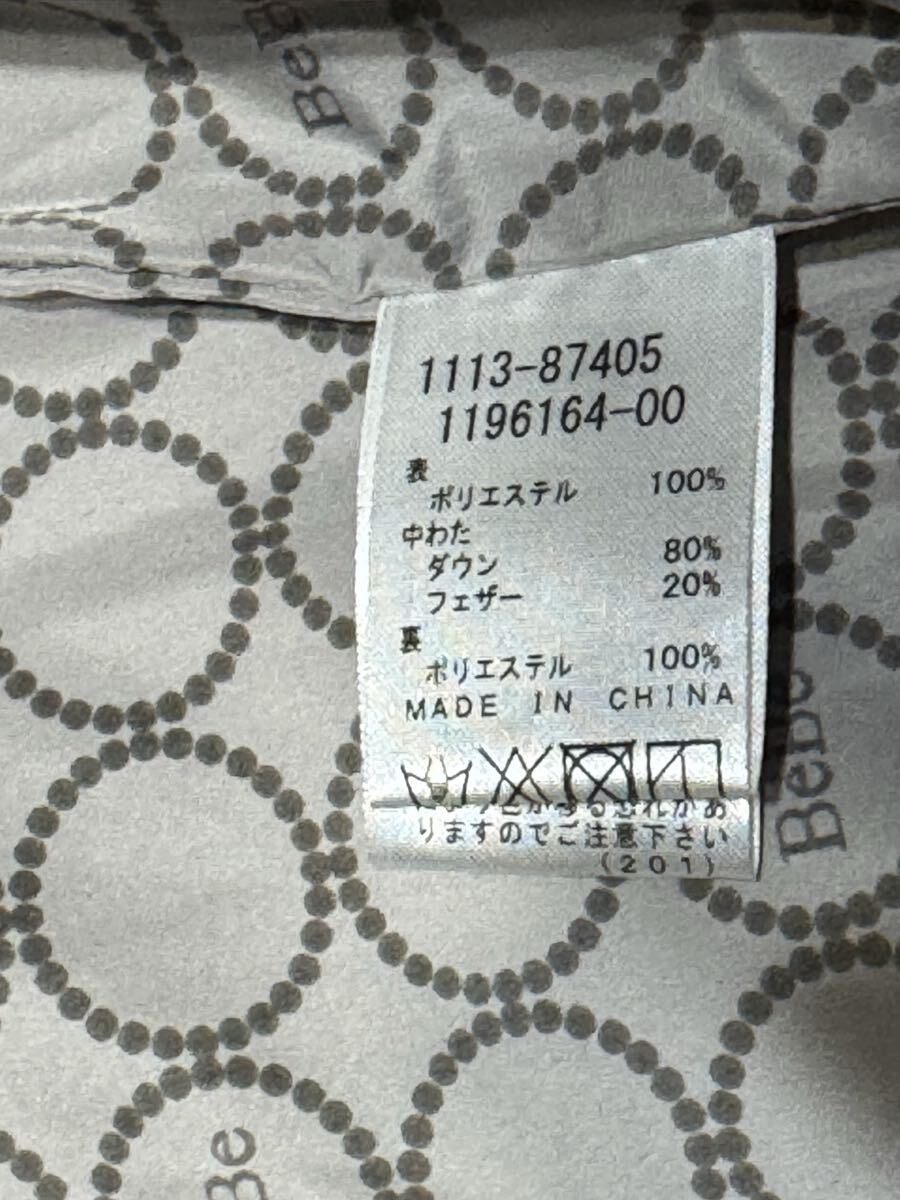 BeD
1113-87405
1196164-00
表
ポリエステル 100%
中わた
ダウン 80%
フェザー 20%
裏
ポリエステル 100%
MADE IN CHINA
りますのでご注意下さい
(201)
BeDo
Be